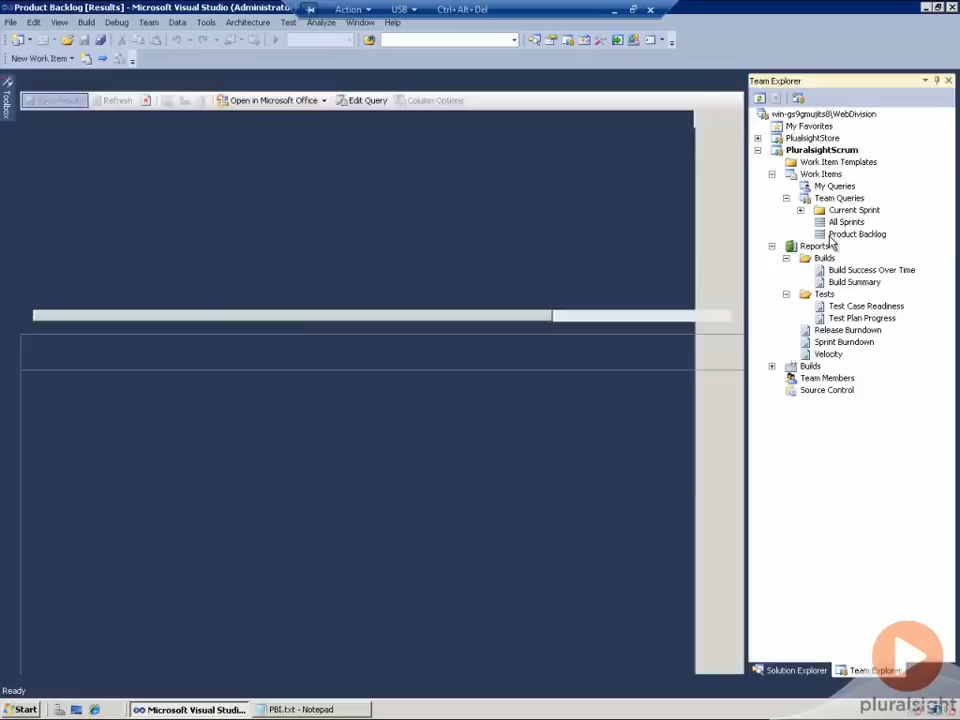 Product Backlog [Results] - Microsoft Visual Studio (Administrator
Action USB Ctrl+Alt+Del
File Edit View Build Debug Team Data Tools Architecture Test Analyze Window Help
New Work Item
Toolbox
Refresh Open in Microsoft Office Edit Query Column Options
Team Explorer
win-gs9gmujits8\WebDivision
My Favorites
PluralsightStore
PluralsightScrum
Work Item Templates
Work Items
My Queries
Team Queries
Current Sprint
All Sprints
Product Backlog
Reports
Builds
Build Success Over Time
Build Summary
Tests
Test Case Readiness
Test Plan Progress
Release Burndown
Sprint Burndown
Velocity
Builds
Team Members
Source Control
Solution Explorer Team Explorer
Ready
Start Microsoft Visual Studi... PBI.txt - Notepad
pluralsight